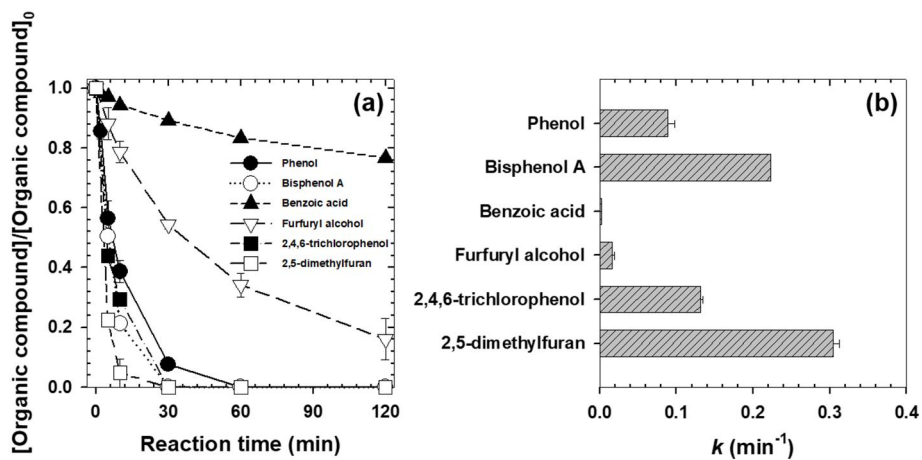 [Organic compound]/[Organic compound]₀
1.0
0.8
0.6
0.4
0.2
0.0
(a)
Phenol
Bisphenol A
Benzoic acid
Furfuryl alcohol
2,4,6-trichlorophenol
2,5-dimethylfuran
0 30 60 90 120
Reaction time (min)
(b)
Phenol
Bisphenol A
Benzoic acid
Furfuryl alcohol
2,4,6-trichlorophenol
2,5-dimethylfuran
0.0 0.1 0.2 0.3 0.4
k (min⁻¹)